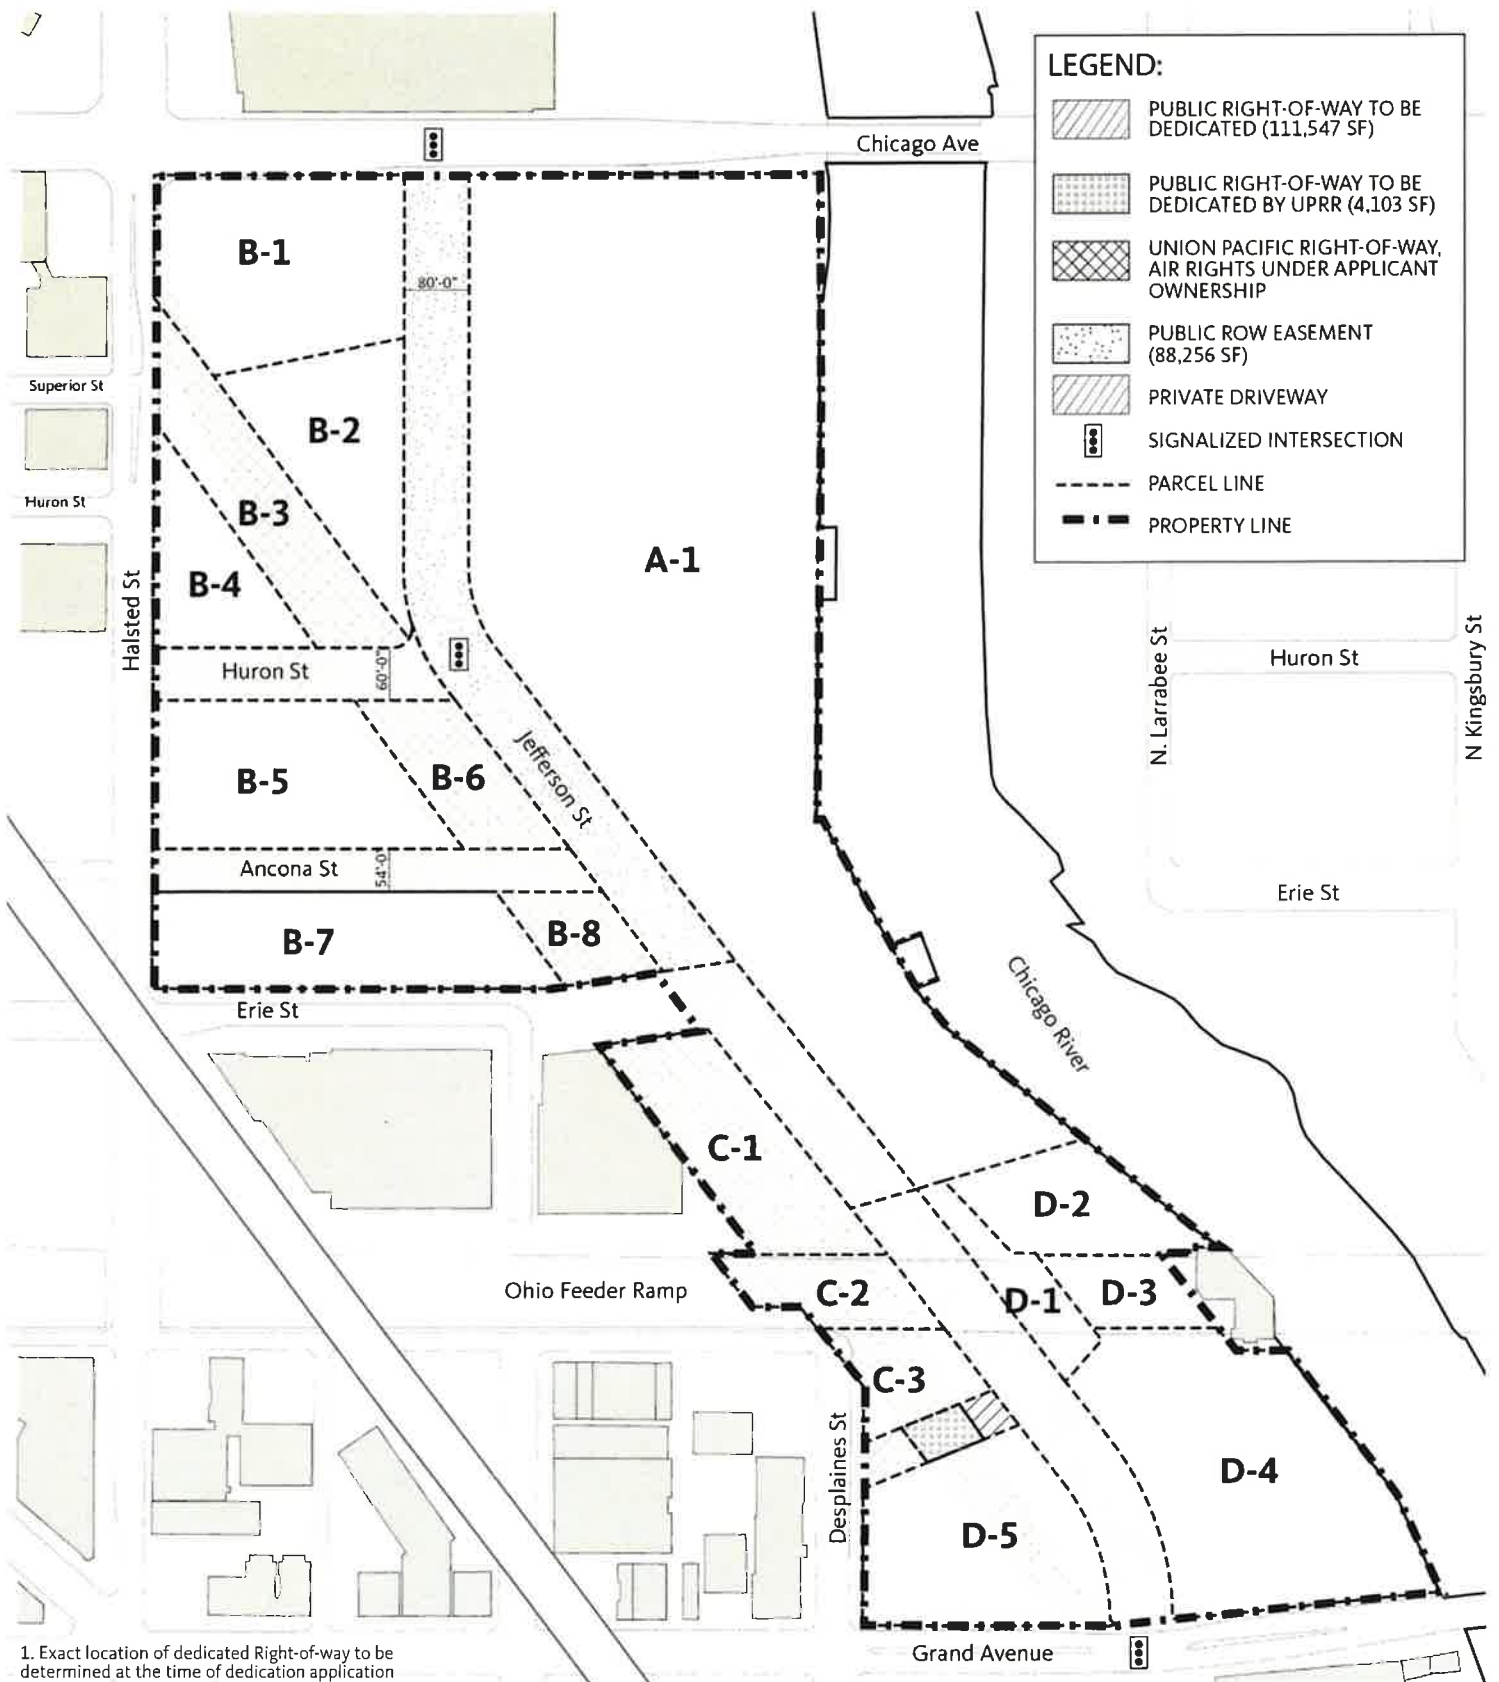 LEGEND:
PUBLIC RIGHT-OF-WAY TO BE
DEDICATED (111,547 SF)
PUBLIC RIGHT-OF-WAY TO BE
DEDICATED BY UPRR (4,103 SF)
UNION PACIFIC RIGHT-OF-WAY,
AIR RIGHTS UNDER APPLICANT
OWNERSHIP
PUBLIC ROW EASEMENT
(88,256 SF)
PRIVATE DRIVEWAY
SIGNALIZED INTERSECTION
PARCEL LINE
PROPERTY LINE
Chicago Ave
B-1
80'-0"
Superior St
B-2
Huron St
B-3
A-1
B-4
Halsted St
Huron St
60'-0"
N. Larrabee St
Huron St
N Kingsbury St
B-5
B-6
Jefferson St
Ancona St
54'-0"
Erie St
B-7
B-8
Erie St
Chicago River
C-1
D-2
Ohio Feeder Ramp
C-2
D-1
D-3
C-3
Desplaines St
D-4
D-5
Grand Avenue
1. Exact location of dedicated Right-of-way to be
determined at the time of dedication application